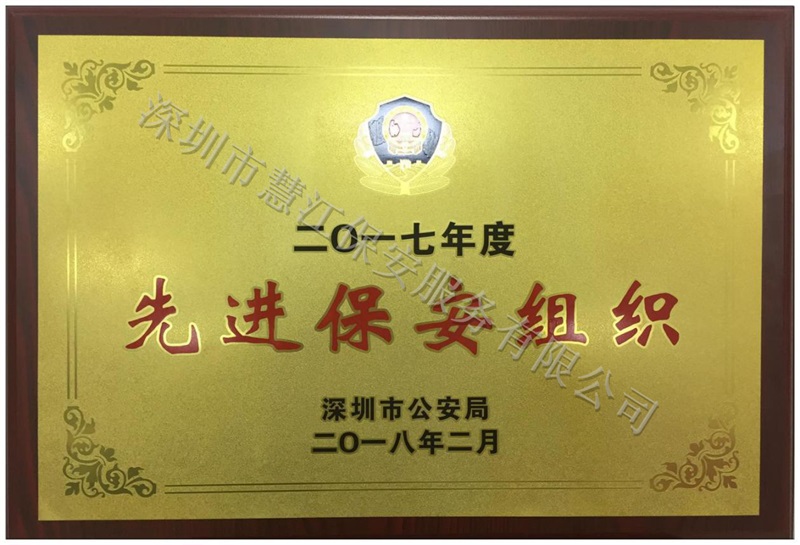 二〇一七年度
先进保安组织
深圳市公安局
二〇一八年二月
深圳市慧江保安服务有限公司